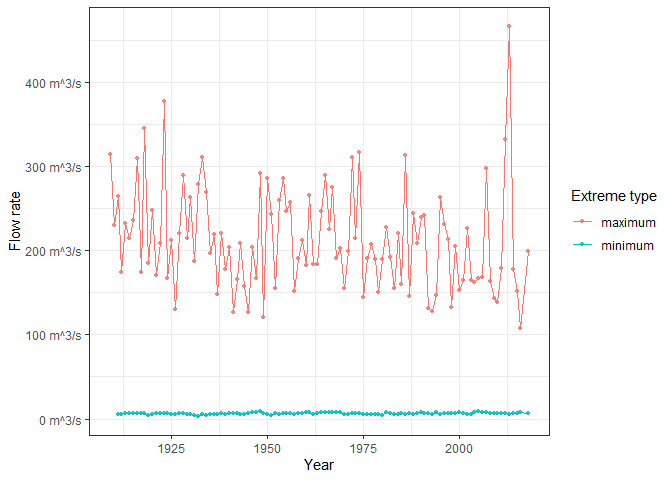 400 m^3/s
300 m^3/s
200 m^3/s
100 m^3/s
0 m^3/s
Flow rate
1925 1950 1975 2000
Year
Extreme type
maximum
minimum